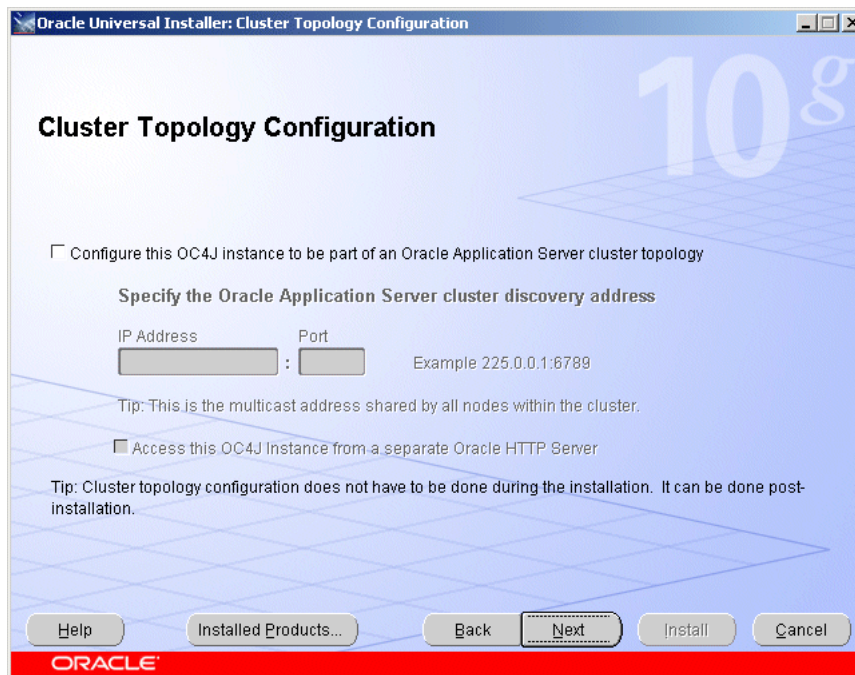 Oracle Universal Installer: Cluster Topology Configuration
10g
Cluster Topology Configuration
Configure this OC4J instance to be part of an Oracle Application Server cluster topology
Specify the Oracle Application Server cluster discovery address
IP Address Port
: Example 225.0.0.1:6789
Tip: This is the multicast address shared by all nodes within the cluster.
Access this OC4J Instance from a separate Oracle HTTP Server
Tip: Cluster topology configuration does not have to be done during the installation. It can be done post-
installation.
Help Installed Products... Back Next Install Cancel
ORACLE